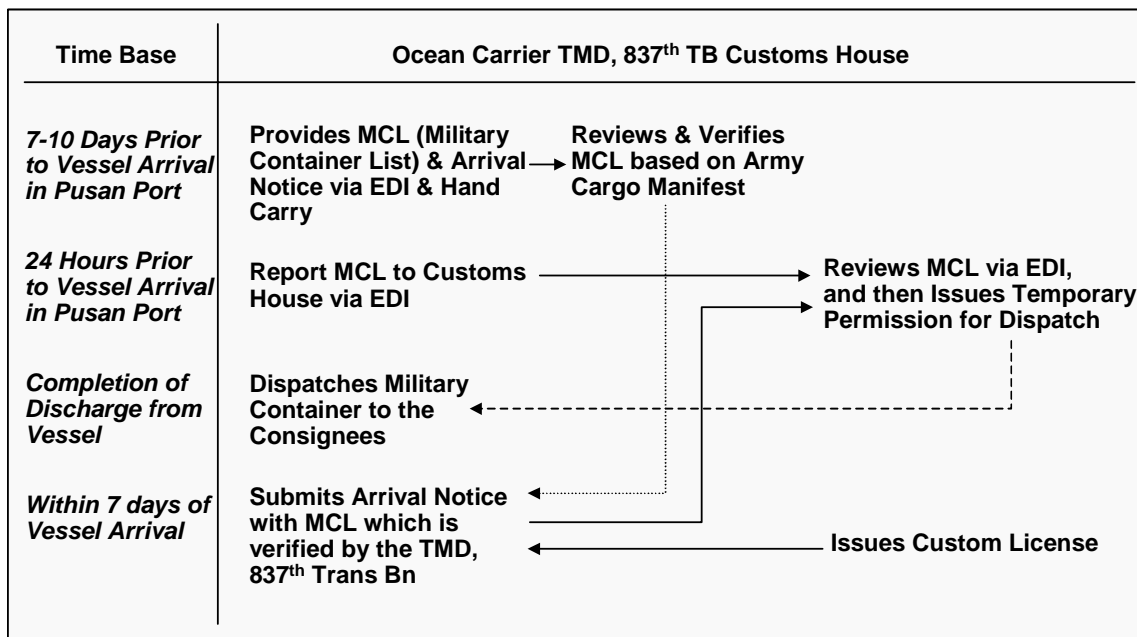 Time Base
Ocean Carrier TMD, 837th TB Customs House
7-10 Days Prior
to Vessel Arrival
in Pusan Port
Provides MCL (Military
Container List) & Arrival
Notice via EDI & Hand
Carry
Reviews & Verifies
MCL based on Army
Cargo Manifest
24 Hours Prior
to Vessel Arrival
in Pusan Port
Report MCL to Customs
House via EDI
Reviews MCL via EDI,
and then Issues Temporary
Permission for Dispatch
Completion of
Discharge from
Vessel
Dispatches Military
Container to the
Consignees
Within 7 days of
Vessel Arrival
Submits Arrival Notice
with MCL which is
verified by the TMD,
837th Trans Bn
Issues Custom License